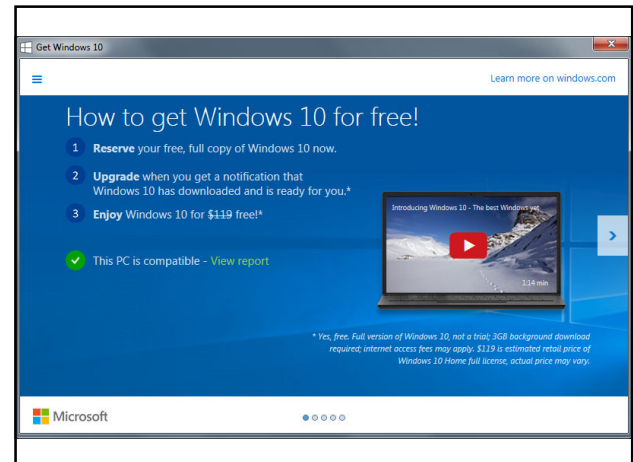 Get Windows 10
Learn more on windows.com
How to get Windows 10 for free!
1 Reserve your free, full copy of Windows 10 now.
2 Upgrade when you get a notification that
Windows 10 has downloaded and is ready for you.*
3 Enjoy Windows 10 for $119 free!*
This PC is compatible - View report
Introducing Windows 10 - The best Windows yet
1:14 min
* Yes, free. Full version of Windows 10, not a trial; 3GB background download
required; internet access fees may apply. $119 is estimated retail price of
Windows 10 Home full license, actual price may vary.
Microsoft